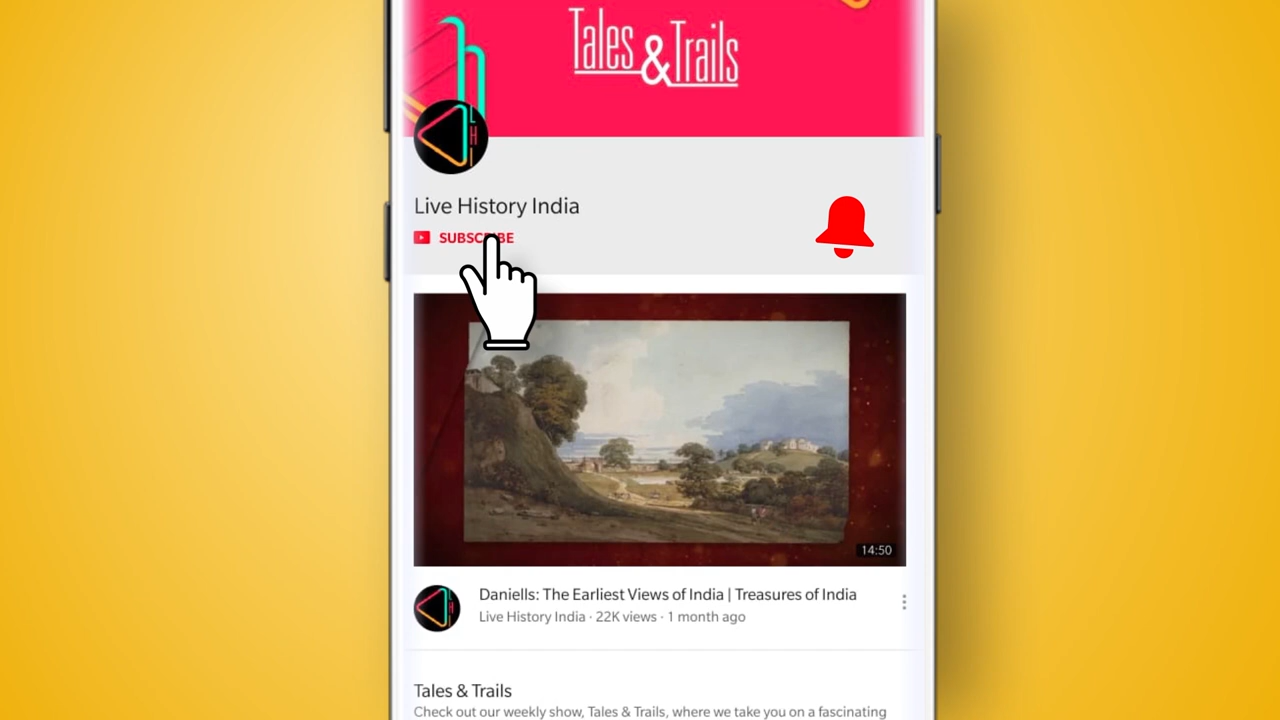 Tales & Trails
LHI
Live History India
SUBSCRIBE
14:50
LHI
Daniells: The Earliest Views of India | Treasures of India
Live History India · 22K views · 1 month ago
Tales & Trails
Check out our weekly show, Tales & Trails, where we take you on a fascinating